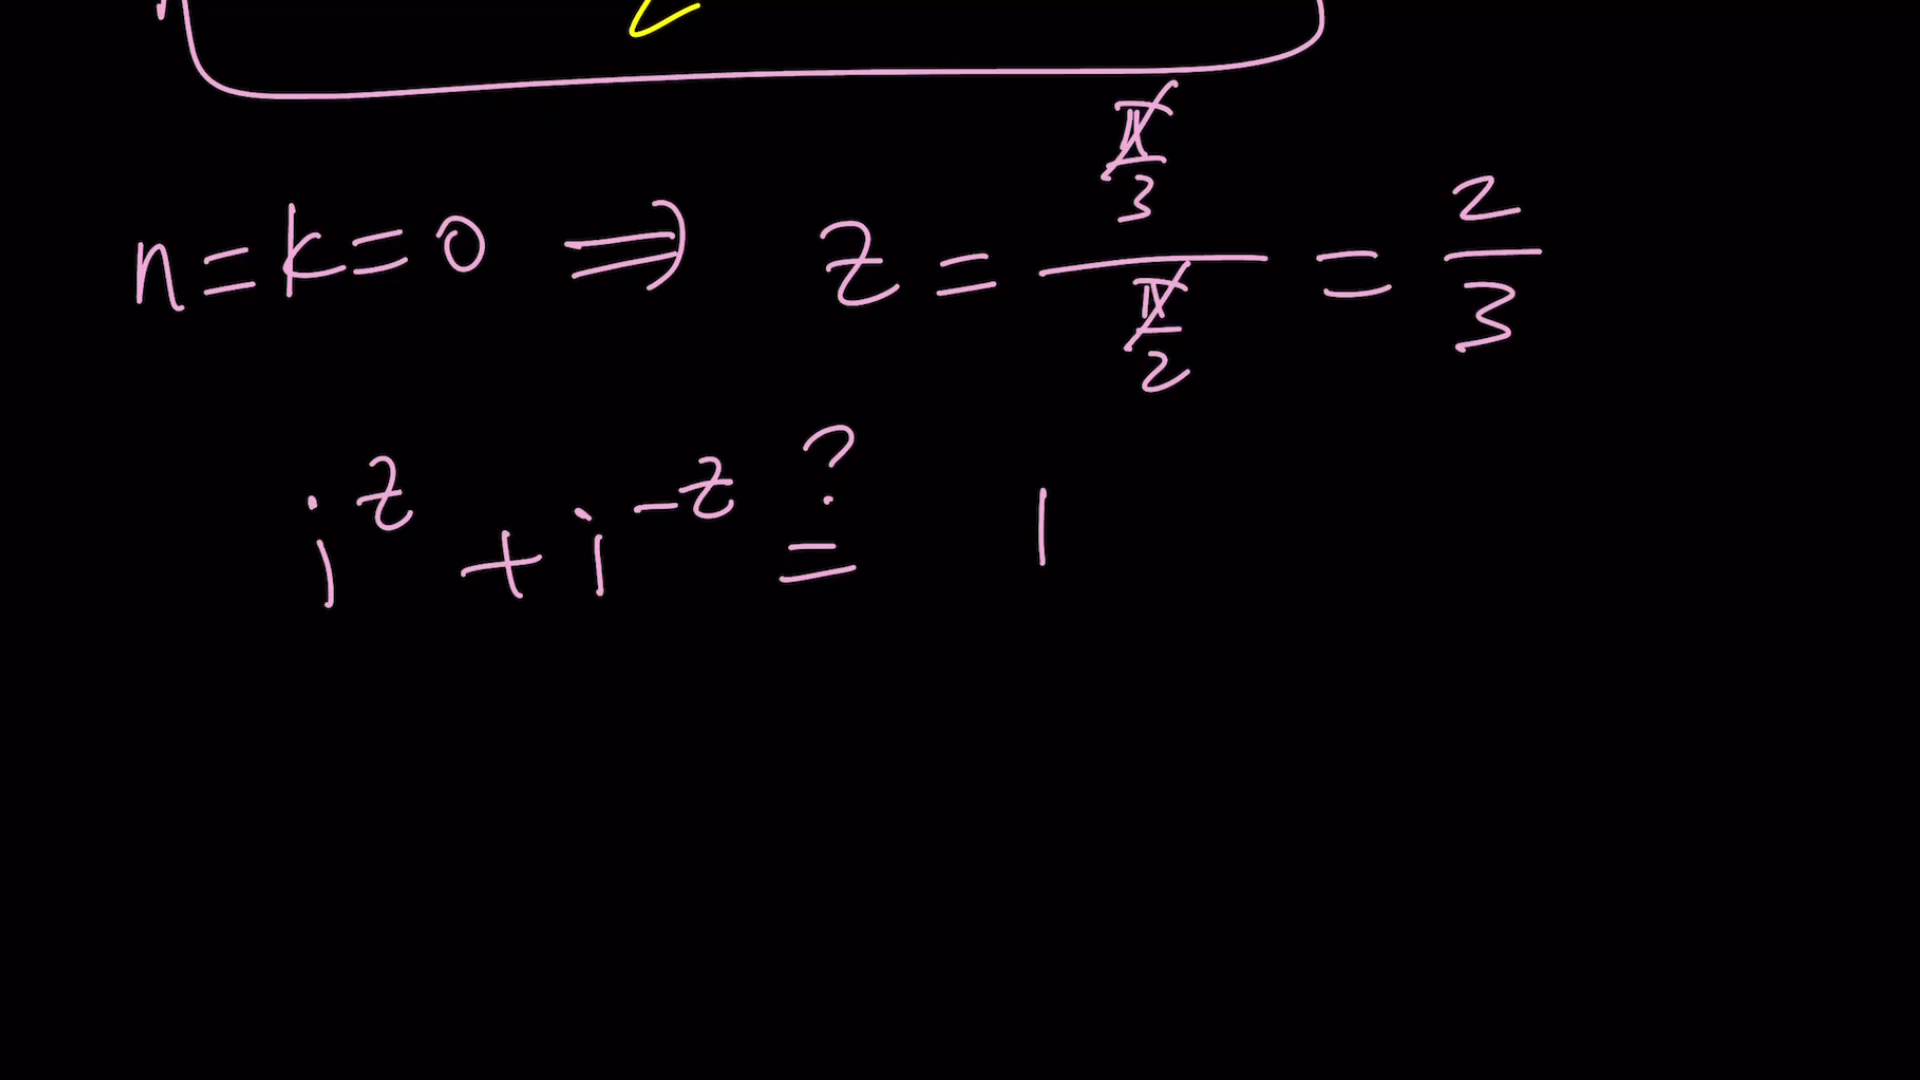 n = k = 0 ⇒ z = (π/3)/(π/2) = 2/3
i^z + i^-z ≟ 1